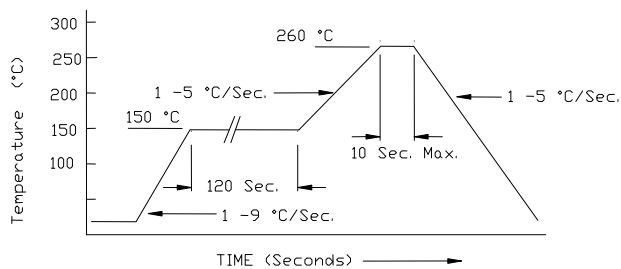 300
260 °C
250
200
1 -5 °C/Sec.
1 -5 °C/Sec.
150 °C
150
10 Sec. Max.
100
120 Sec.
1 -9 °C/Sec.
Temperature (°C)
TIME (Seconds)